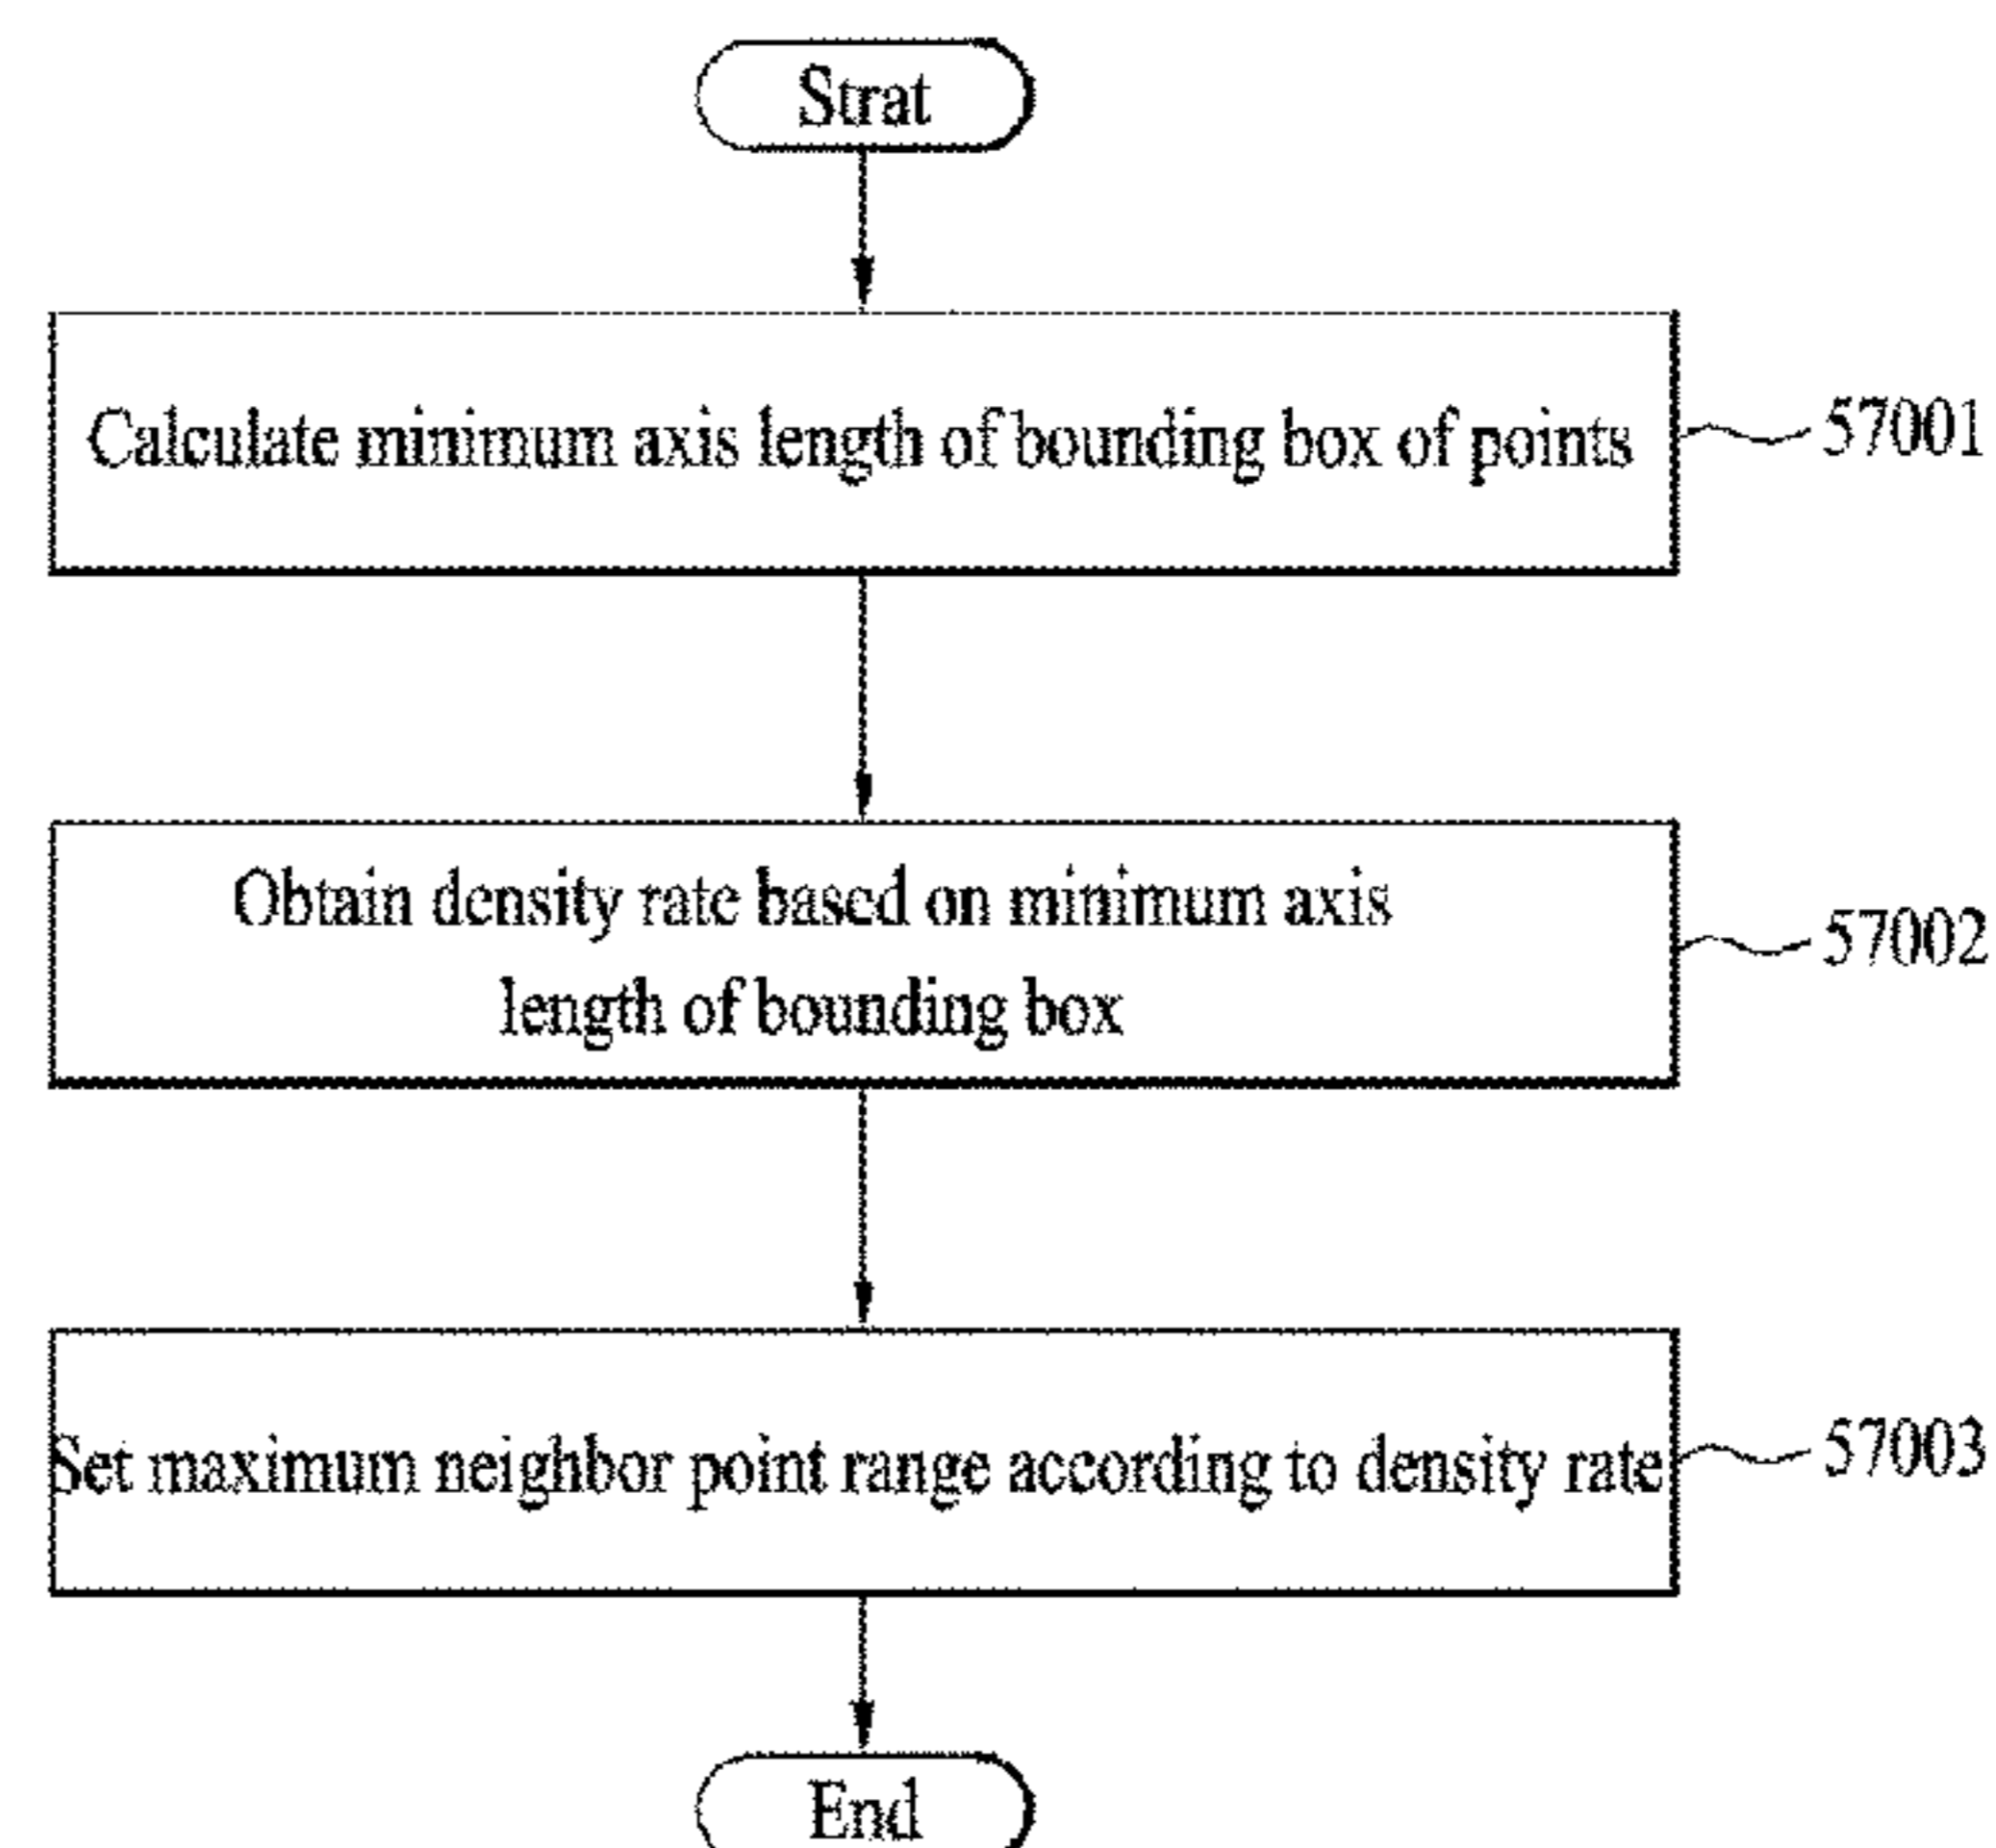 Strat
Calculate minimum axis length of bounding box of points
57001
Obtain density rate based on minimum axis
length of bounding box
57002
Set maximum neighbor point range according to density rate
57003
End